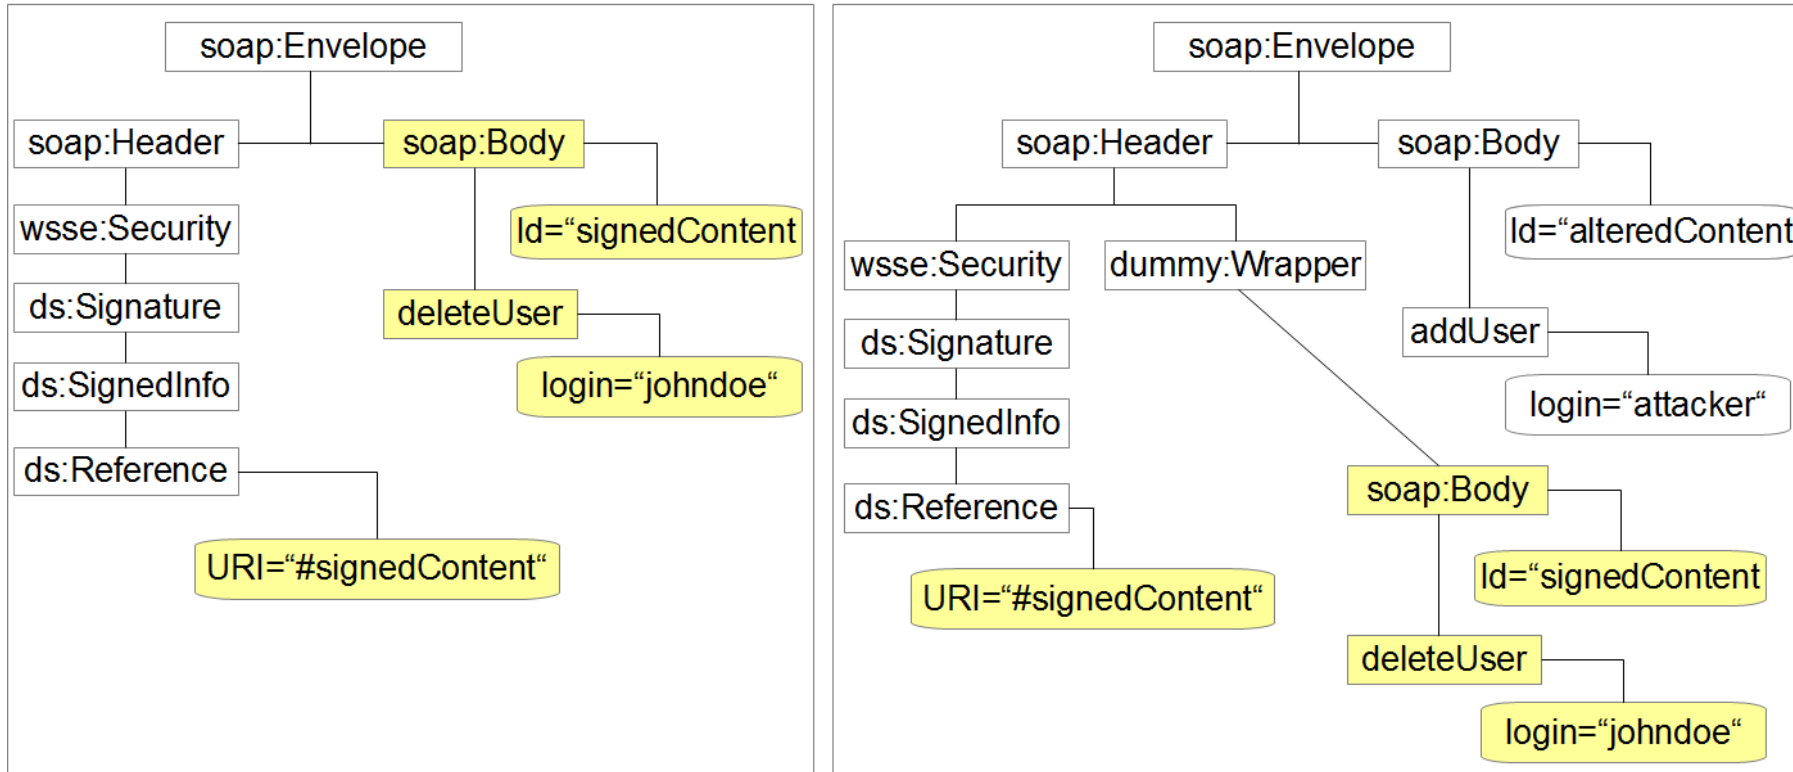 soap:Envelope
soap:Header
soap:Body
wsse:Security
Id=“signedContent
ds:Signature
deleteUser
ds:SignedInfo
login=“johndoe“
ds:Reference
URI=“#signedContent“
soap:Envelope
soap:Header
soap:Body
Id=“alteredContent
wsse:Security
dummy:Wrapper
addUser
ds:Signature
login=“attacker“
ds:SignedInfo
soap:Body
ds:Reference
Id=“signedContent
URI=“#signedContent“
deleteUser
login=“johndoe“